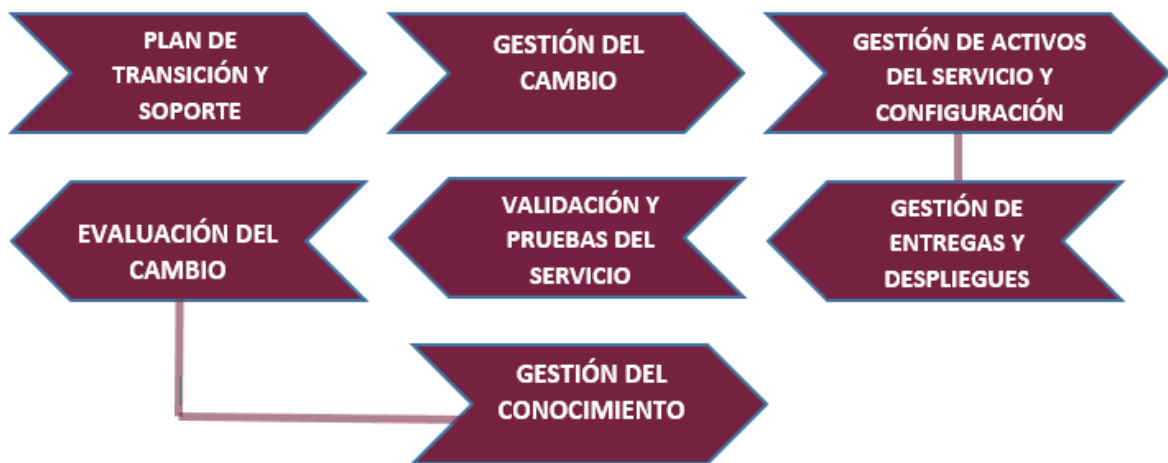 PLAN DE
TRANSICIÓN Y
SOPORTE
GESTIÓN DEL
CAMBIO
GESTIÓN DE ACTIVOS
DEL SERVICIO Y
CONFIGURACIÓN
GESTIÓN DE
ENTREGAS Y
DESPLIEGUES
VALIDACIÓN Y
PRUEBAS DEL
SERVICIO
EVALUACIÓN DEL
CAMBIO
GESTIÓN DEL
CONOCIMIENTO